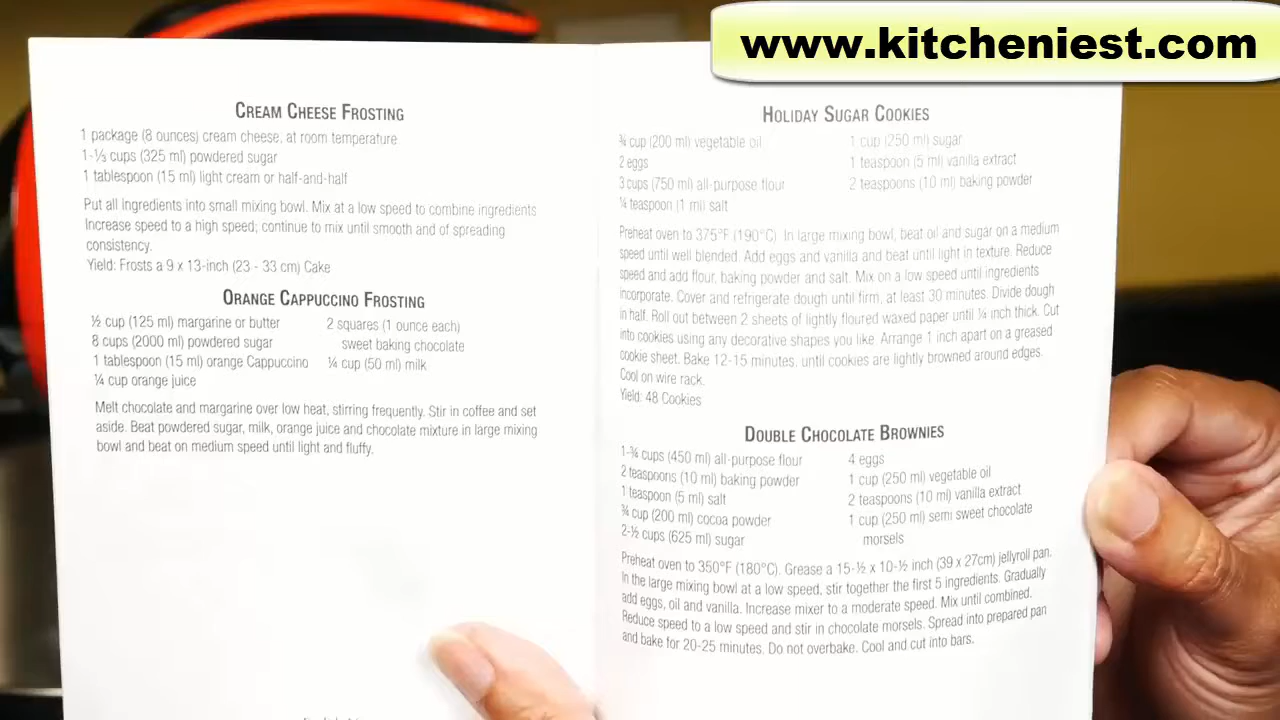 www.kitcheniest.com
CREAM CHEESE FROSTING
1 package (8 ounces) cream cheese, at room temperature
1-⅓ cups (325 ml) powdered sugar
1 tablespoon (15 ml) light cream or half-and-half
Put all ingredients into small mixing bowl. Mix at a low speed to combine ingredients
Increase speed to a high speed; continue to mix until smooth and of spreading
consistency.
Yield: Frosts a 9 x 13-inch (23 - 33 cm) Cake
ORANGE CAPPUCCINO FROSTING
½ cup (125 ml) margarine or butter
8 cups (2000 ml) powdered sugar
1 tablespoon (15 ml) orange Cappuccino
¼ cup orange juice
2 squares (1 ounce each)
sweet baking chocolate
¼ cup (50 ml) milk
Melt chocolate and margarine over low heat, stirring frequently. Stir in coffee and set
aside. Beat powdered sugar, milk, orange juice and chocolate mixture in large mixing
bowl and beat on medium speed until light and fluffy.
HOLIDAY SUGAR COOKIES
¾ cup (200 ml) vegetable oil
2 eggs
3 cups (750 ml) all-purpose flour
¼ teaspoon (1 ml) salt
1 cup (250 ml) sugar
1 teaspoon (5 ml) vanilla extract
2 teaspoons (10 ml) baking powder
Preheat oven to 375°F (190°C). In large mixing bowl, beat oil and sugar on a medium
speed until well blended. Add eggs and vanilla and beat until light in texture. Reduce
speed and add flour, baking powder and salt. Mix on a low speed until ingredients
incorporate. Cover and refrigerate dough until firm, at least 30 minutes. Divide dough
in half. Roll out between 2 sheets of lightly floured waxed paper until ¼ inch thick. Cut
into cookies using any decorative shapes you like. Arrange 1 inch apart on a greased
cookie sheet. Bake 12-15 minutes, until cookies are lightly browned around edges.
Cool on wire rack.
Yield: 48 Cookies
DOUBLE CHOCOLATE BROWNIES
1-¾ cups (450 ml) all-purpose flour
2 teaspoons (10 ml) baking powder
1 teaspoon (5 ml) salt
¾ cup (200 ml) cocoa powder
2-½ cups (625 ml) sugar
4 eggs
1 cup (250 ml) vegetable oil
2 teaspoons (10 ml) vanilla extract
1 cup (250 ml) semi sweet chocolate
morsels
Preheat oven to 350°F (180°C). Grease a 15-½ x 10-½ inch (39 x 27cm) jellyroll pan.
In the large mixing bowl at a low speed, stir together the first 5 ingredients. Gradually
add eggs, oil and vanilla. Increase mixer to a moderate speed. Mix until combined.
Reduce speed to a low speed and stir in chocolate morsels. Spread into prepared pan
and bake for 20-25 minutes. Do not overbake. Cool and cut into bars.